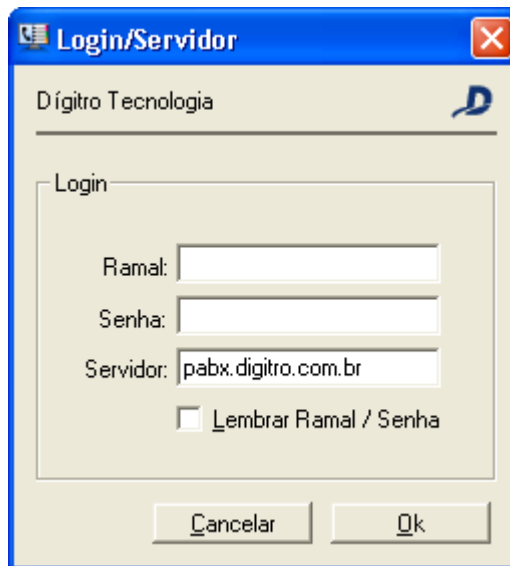 Login/Servidor
Dígitro Tecnologia
Login
Ramal:
Senha:
Servidor: pabx.digitro.com.br
Lembrar Ramal / Senha
Cancelar Ok